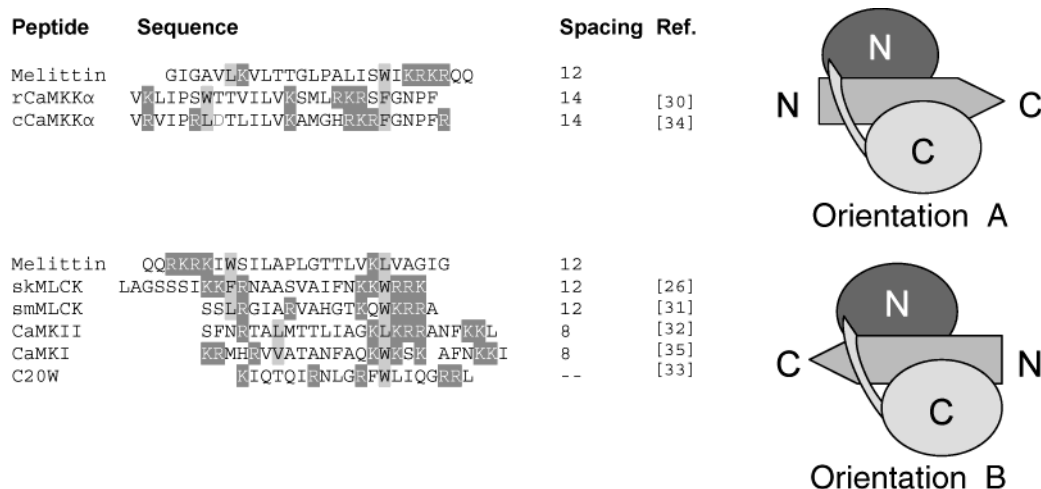 Peptide Sequence Spacing Ref.
Melittin GIGAVLKVLTTGLPALISWIKRKRQQ 12
rCaMKKα VKLIPSWTTVILVKSMLRKRSFGNPF 14 [30]
cCaMKKα VRVIPRLDTLILVKAMGHRKRFGNPFR 14 [34]
N
N C
C
Orientation A
Melittin QQRKRKIWSILAPLGTTLVKLVAGIG 12
skMLCK LAGSSSIKKFRNAASVAIFNKKWRRK 12 [26]
smMLCK SSLRGIARVAHGTKQWKRRA 12 [31]
CaMKII SFNRTALMTTLIAGKLKRRANFKKL 8 [32]
CaMKI KRMHRVVATANFAQKWKSK AFNKKI 8 [35]
C20W KIQTQIRNLGRFWLIQGRRL -- [33]
N
C N
C
Orientation B